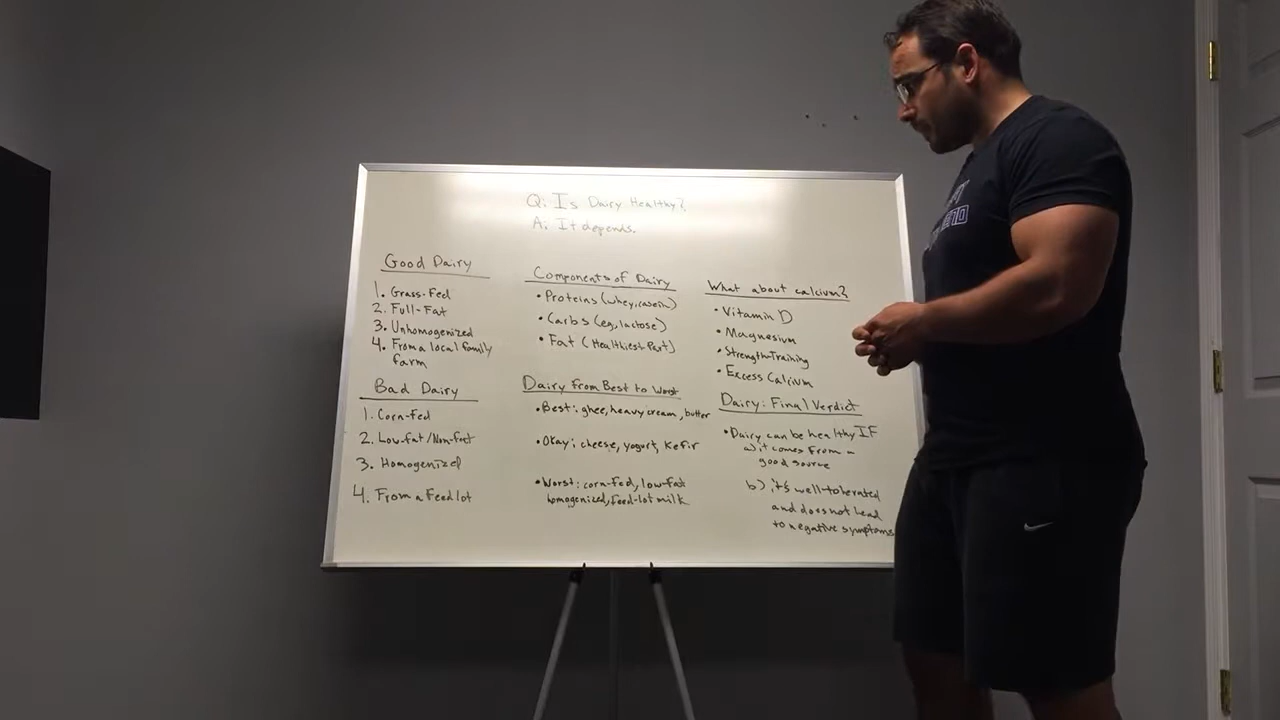 Q: Is Dairy Healthy?
A: It depends.
Good Dairy
1. Grass-Fed
2. Full-Fat
3. Unhomogenized
4. From a local family
farm
Bad Dairy
1. Corn-fed
2. Low-fat/Non-fat
3. Homogenized
4. From a Feed lot
Components of Dairy
• Proteins (whey, casein)
• Carbs (eg, lactose)
• Fat (Healthiest Part)
Dairy From Best to Worst
• Best: ghee, heavy cream, butter
• Okay: cheese, yogurt, kefir
• Worst: corn-fed, low-fat
homogenized, feed-lot milk
What about calcium?
• Vitamin D
• Magnesium
• Strength-Training
• Excess Calcium
Dairy: Final Verdict
• Dairy can be healthy IF
a) it comes from a
good source
b) it's well-tolerated
and does not lead
to negative symptoms